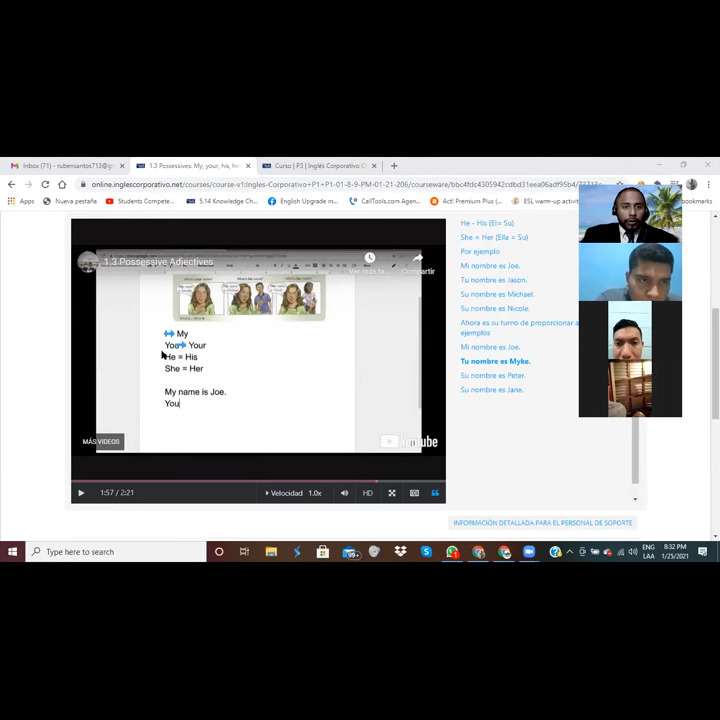 Inbox (71) - rubensantos713@g
1.3 Possessives: My, your, his, he
Curso | P3 | Inglés Corporativo
online.inglescorporativo.net/courses/course-v1:Ingles-Corporativo+P1+P1-01-8-9-PM-01-21-206/courseware/
Apps
Nueva pestaña
Students Compete...
5.14 Knowledge Ch...
English Upgrade m...
Act! Premium Plus (...
CallTools.com Agen...
ESL warm-up activi
bookmarks
1.3 Possessive Adjectives
Ver más ta...
Compartir
My
You
Your
He = His
She = Her
My name is Joe.
You
MÁS VIDEOS
YouTube
1:57 / 2:21
Velocidad 1.0x
HD
He - His (El= Su)
She = Her (Ella = Su)
Por ejemplo
Mi nombre es Joe.
Tu nombre es Jason.
Su nombre es Michael.
Su nombre es Nicole.
Ahora es su turno de proporcionar
Mi nombre es Joe.
Tu nombre es Myke.
Su nombre es Peter.
Su nombre es Jane.
INFORMACIÓN DETALLADA PARA EL PERSONAL DE SOPORTE
Type here to search
99+
ENG
LAA
8:32 PM
1/25/2021